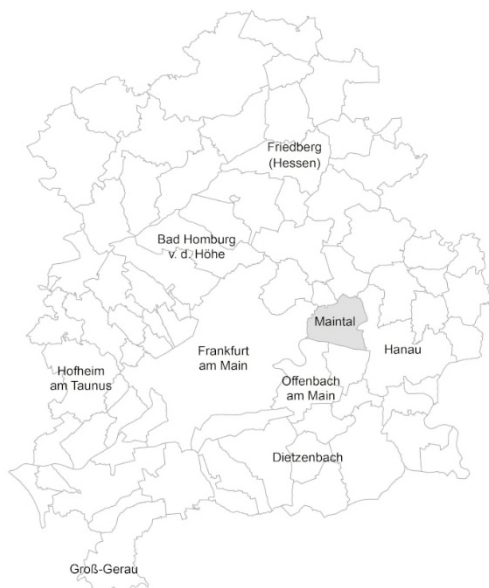 Friedberg
(Hessen)
Bad Homburg
v. d. Höhe
Maintal
Frankfurt
am Main
Hanau
Hofheim
am Taunus
Offenbach
am Main
Dietzenbach
Groß-Gerau